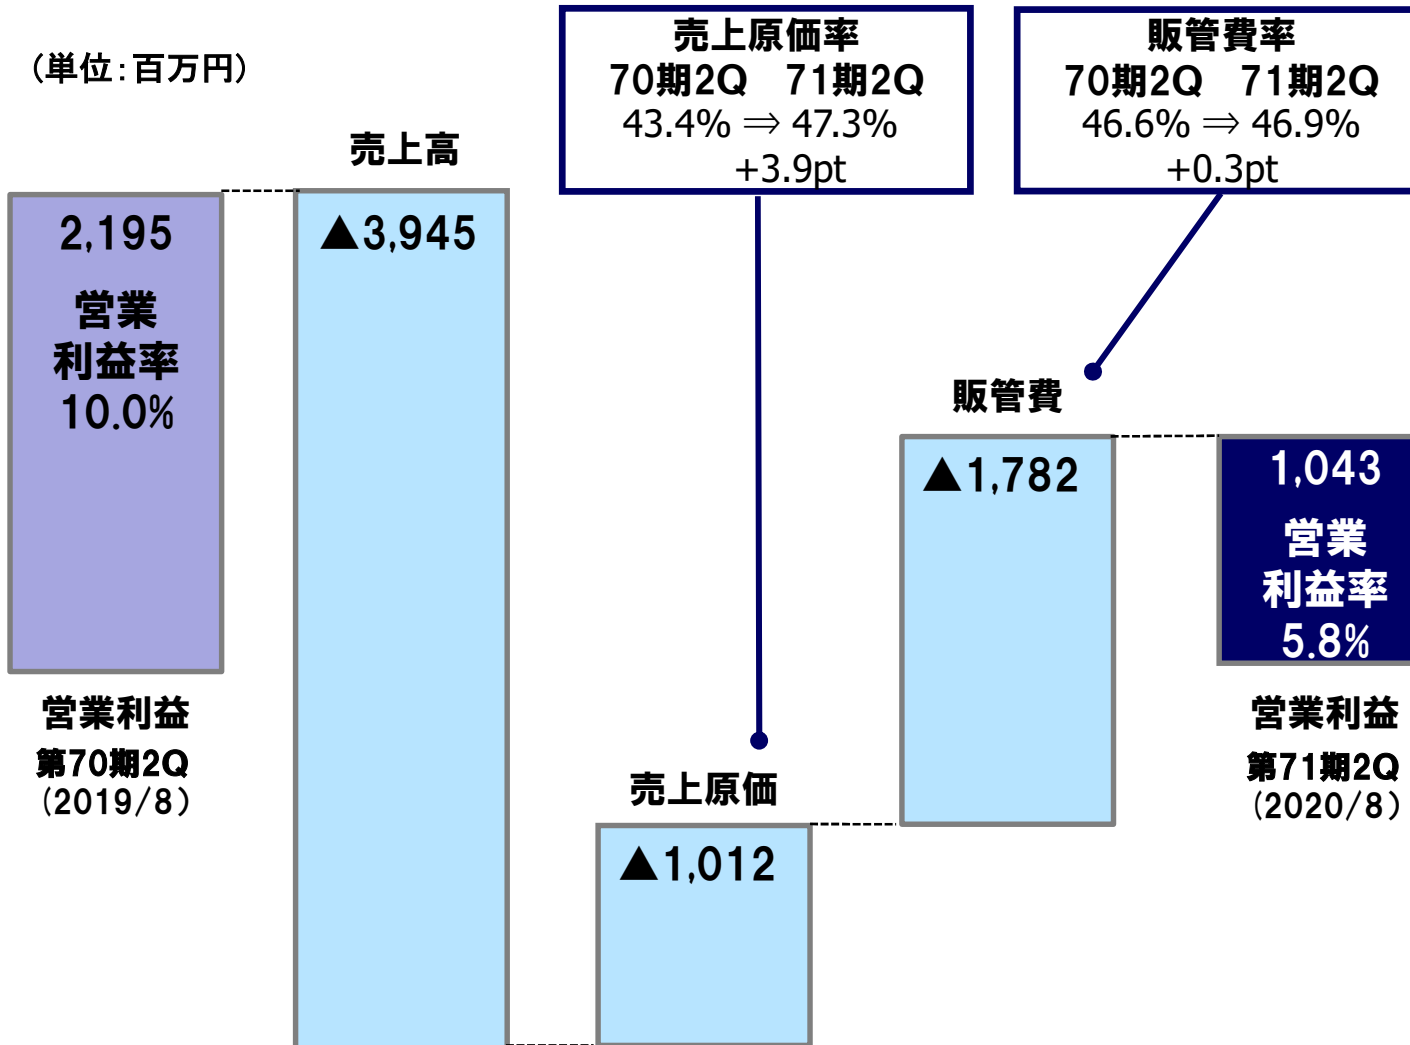 (単位:百万円)
売上原価率
70期2Q 71期2Q
43.4% ⇒ 47.3%
+3.9pt
販管費率
70期2Q 71期2Q
46.6% ⇒ 46.9%
+0.3pt
売上高
2,195
営業
利益率
10.0%
▲3,945
販管費
▲1,782
1,043
営業
利益率
5.8%
営業利益
第70期2Q
(2019/8)
売上原価
▲1,012
営業利益
第71期2Q
(2020/8)